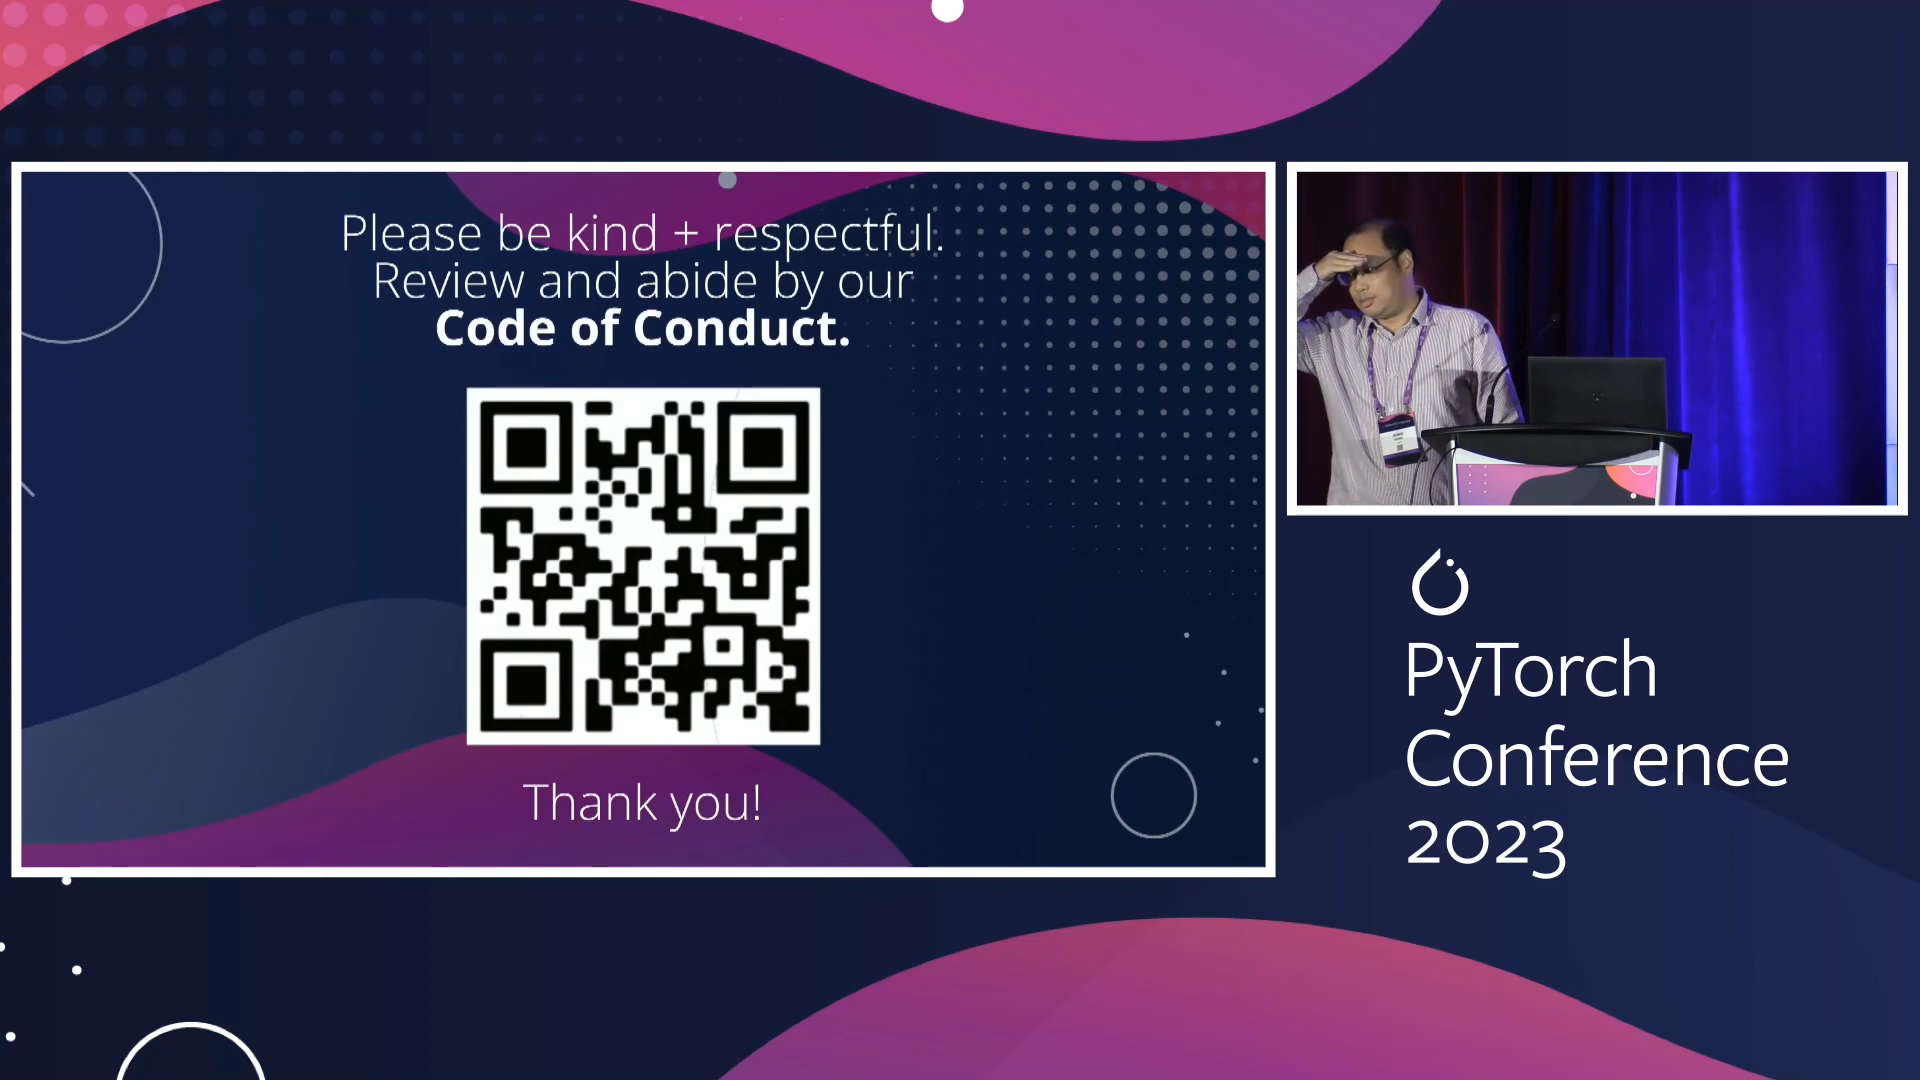 Please be kind + respectful.
Review and abide by our
Code of Conduct.
Thank you!
PyTorch
Conference
2023